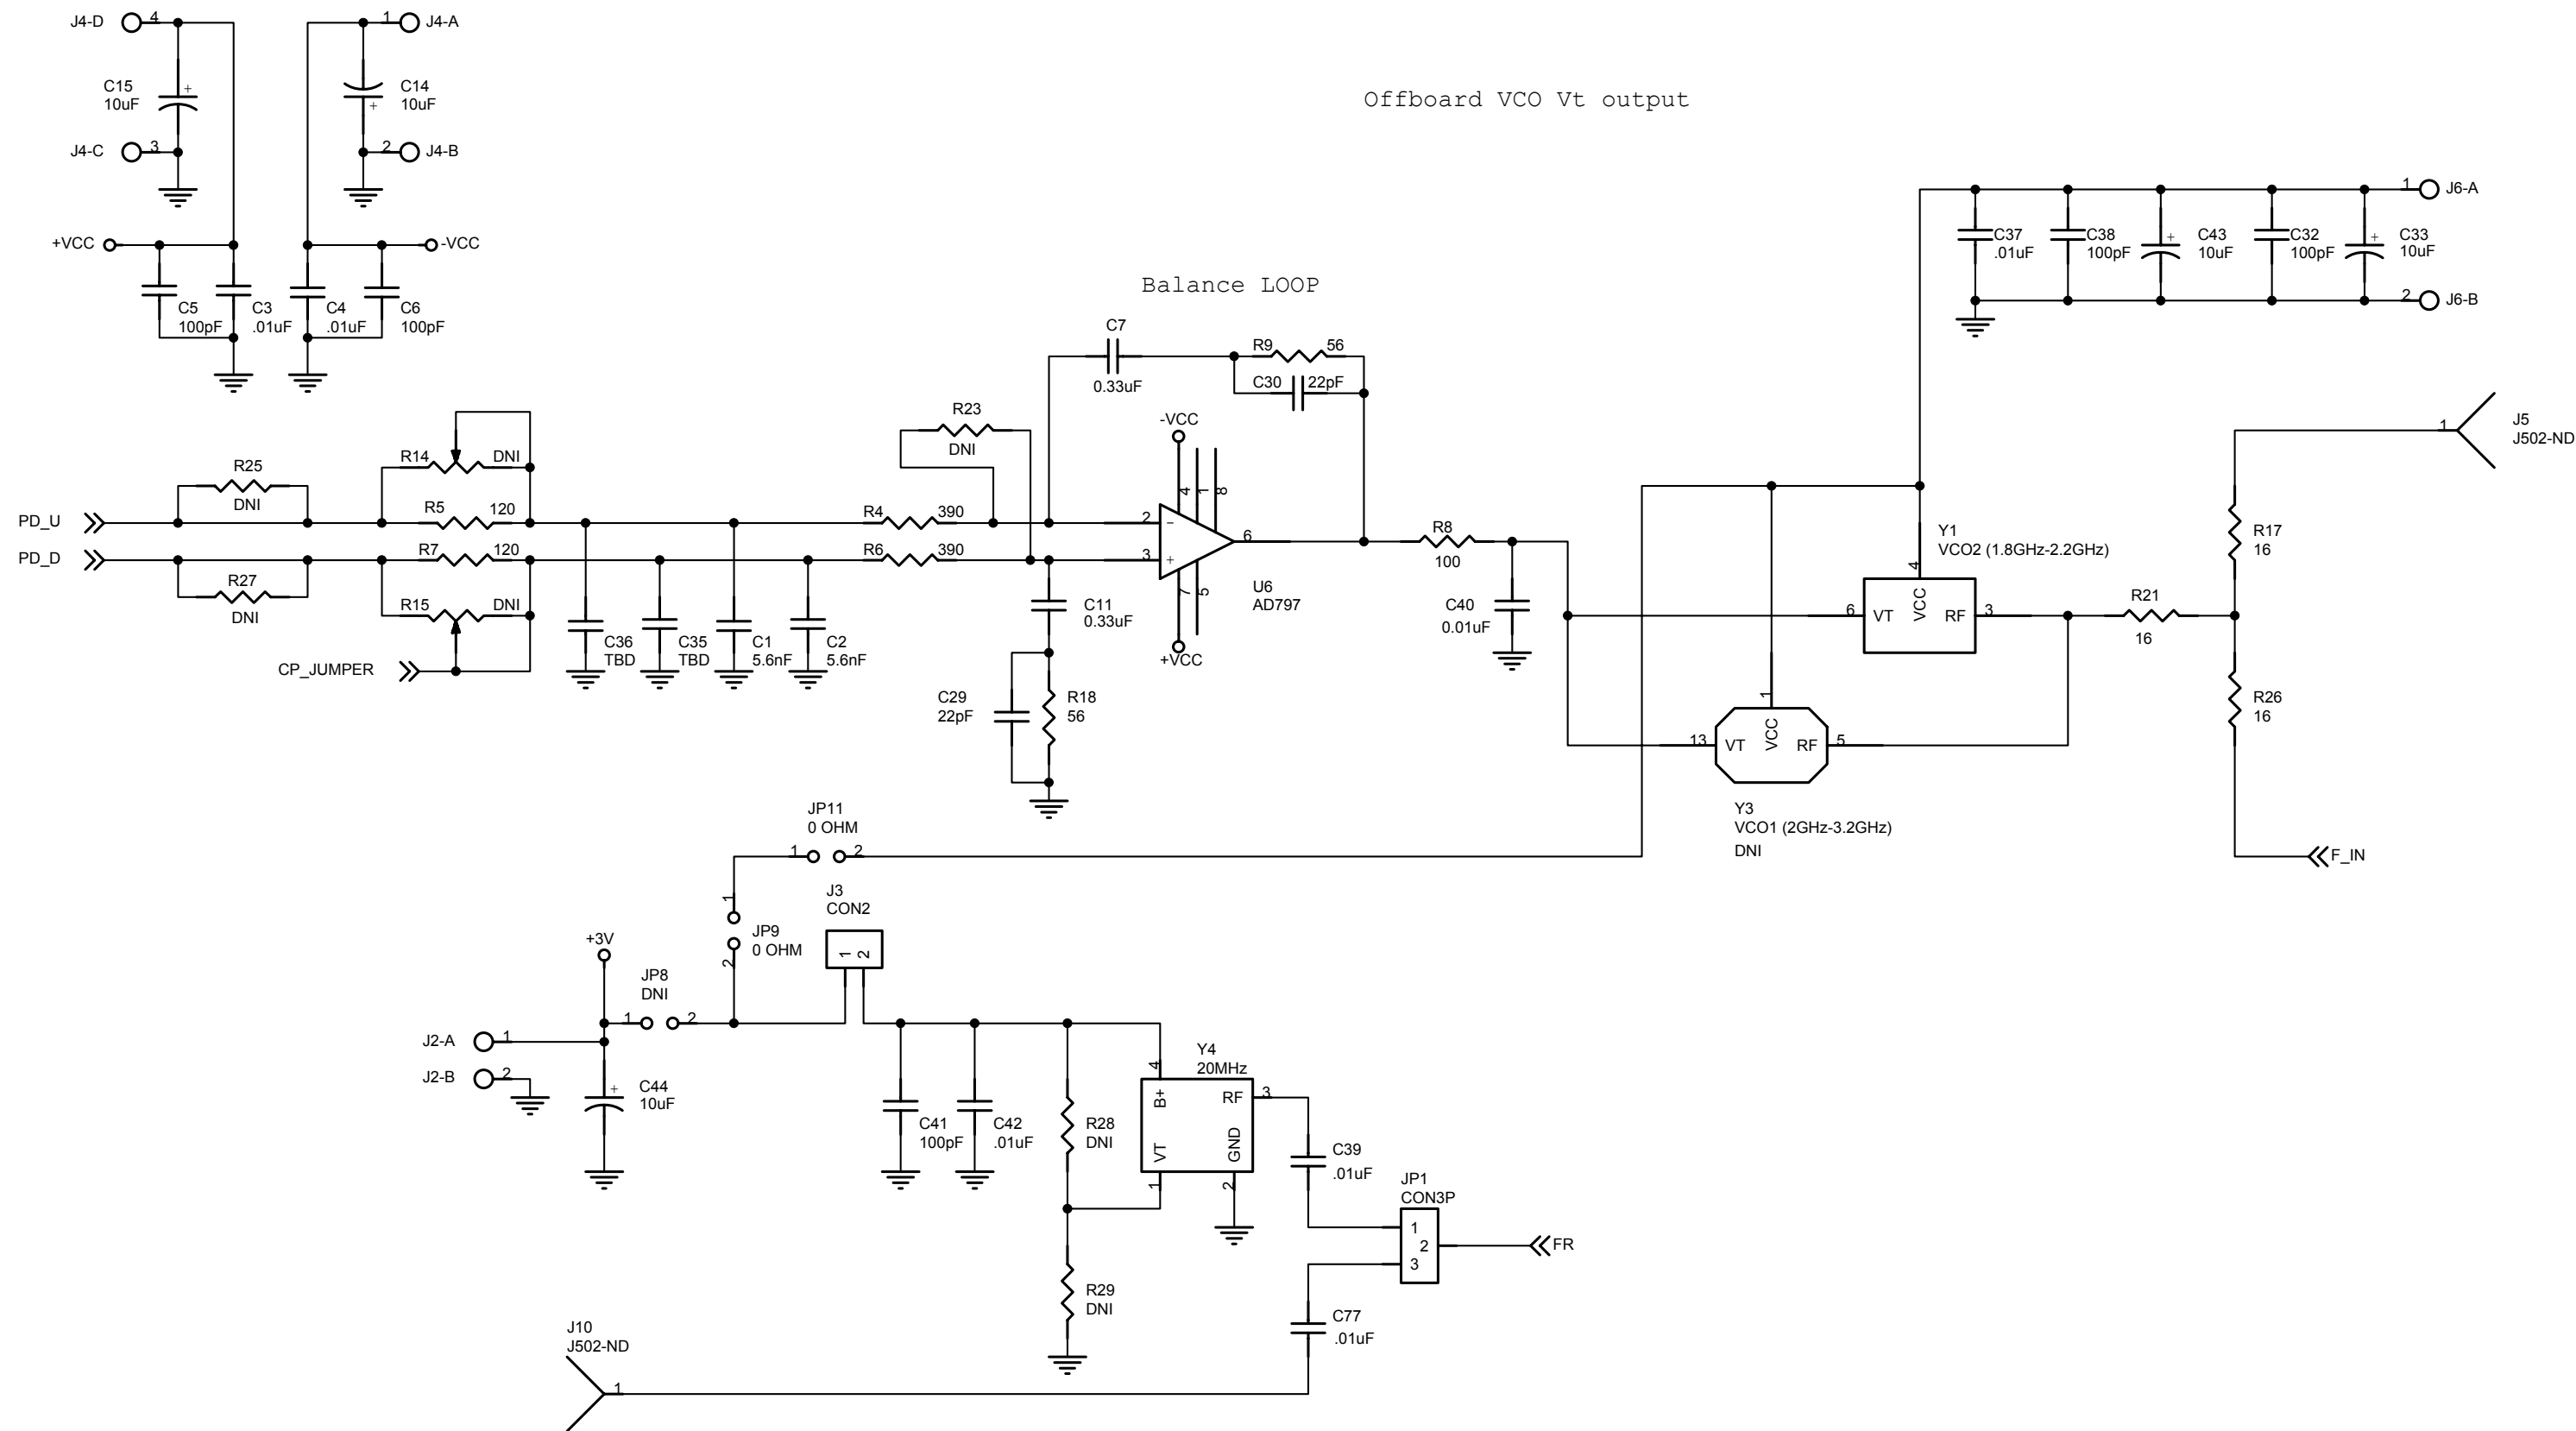 J4-D 4
1 J4-A
C15
10uF
+
C14
10uF
+
J4-C 3
2 J4-B
+VCC
-VCC
C5
100pF
C3
.01uF
C4
.01uF
C6
100pF
Offboard VCO Vt output
Balance LOOP
1 J6-A
C37
.01uF
C38
100pF
+
C43
10uF
C32
100pF
+
C33
10uF
2 J6-B
C7
0.33uF
R9 56
C30 22pF
R23
DNI
-VCC
4
1
8
R14 DNI
R25
DNI
R5 120
PD_U
R4 390
2 −
PD_D
R7 120
R6 390
3 +
6
7
5
+VCC
U6
AD797
R27
DNI
R15 DNI
CP_JUMPER
C36
TBD
C35
TBD
C1
5.6nF
C2
5.6nF
C11
0.33uF
C29
22pF
R18
56
R8
100
C40
0.01uF
1
J5
J502-ND
Y1
VCO2 (1.8GHz-2.2GHz)
4
6 VT VCC RF 3
R21
16
R17
16
R26
16
1
13 VT VCC RF 5
Y3
VCO1 (2GHz-3.2GHz)
DNI
F_IN
JP11
0 OHM
1 2
J3
CON2
1 2
1
JP9
0 OHM
2
+3V
JP8
DNI
1 2
J2-A 1
J2-B 2
+
C44
10uF
C41
100pF
C42
.01uF
R28
DNI
R29
DNI
Y4
20MHz
4
B+ RF 3
VT GND
1 2
C39
.01uF
JP1
CON3P
1
2
3
FR
C77
.01uF
J10
J502-ND
1